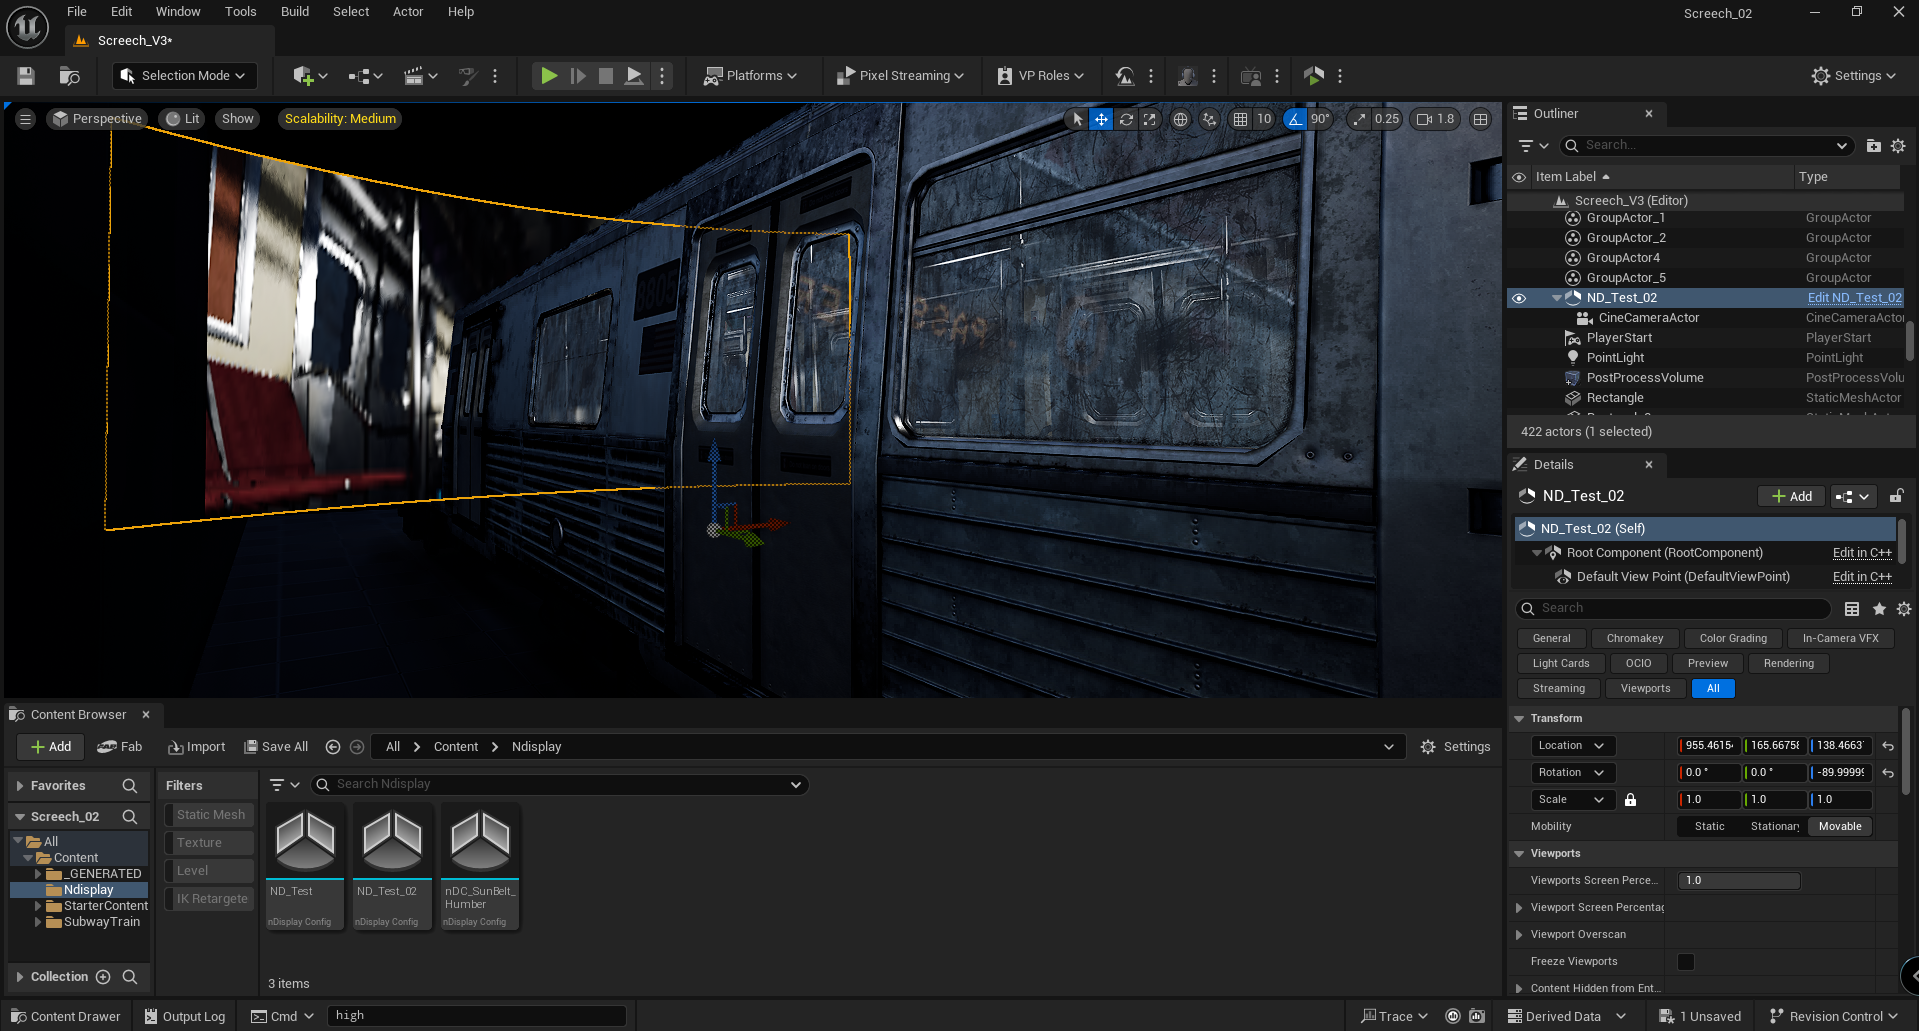 File Edit Window Tools Build Select Actor Help
Screech_02
Screech_V3*
Selection Mode
Platforms
Pixel Streaming
VP Roles
Settings
Perspective Lit Show Scalability: Medium
10 90° 0.25 1.8
Outliner
Search...
Item Label Type
Screech_V3 (Editor)
GroupActor_1 GroupActor
GroupActor_2 GroupActor
GroupActor4 GroupActor
GroupActor_5 GroupActor
ND_Test_02 Edit ND_Test_02
CineCameraActor CineCameraActor
PlayerStart PlayerStart
PointLight PointLight
PostProcessVolume PostProcessVolu
Rectangle StaticMeshActor
422 actors (1 selected)
Details
ND_Test_02
Add
ND_Test_02 (Self)
Root Component (RootComponent) Edit in C++
Default View Point (DefaultViewPoint) Edit in C++
Search
General Chromakey Color Grading In-Camera VFX
Light Cards OCIO Preview Rendering
Streaming Viewports All
Transform
Location 955.4615 165.6675 138.4663
Rotation 0.0 ° 0.0 ° -89.9999
Scale 1.0 1.0 1.0
Mobility Static Stationary Movable
Viewports
Viewports Screen Perce... 1.0
Viewport Screen Percentag
Viewport Overscan
Freeze Viewports
Content Hidden from Ent...
Content Browser
Add Fab Import Save All All Content Ndisplay Settings
Favorites
Filters
Search Ndisplay
Screech_02
All
Content
_GENERATED
Ndisplay
StarterContent
SubwayTrain
Collection
Static Mesh
Texture
Level
IK Retargete
ND_Test
nDisplay Config
ND_Test_02
nDisplay Config
nDC_SunBelt_
Humber
nDisplay Config
3 items
Content Drawer Output Log Cmd high Trace Derived Data 1 Unsaved Revision Control